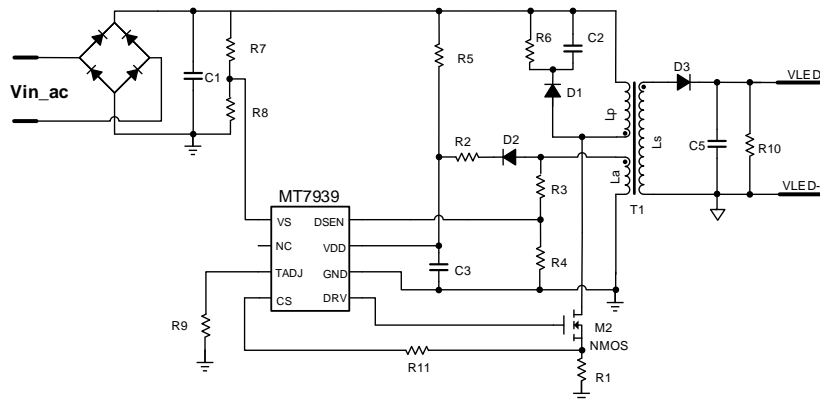 R7
C1
R8
Vin_ac
R5
R6
C2
D1
Lp
Ls
D3
VLED
C5
R10
VLED-
R2
D2
La
T1
R3
R4
MT7939
VS
DSEN
NC
VDD
TADJ
GND
CS
DRV
C3
R9
R11
M2
NMOS
R1